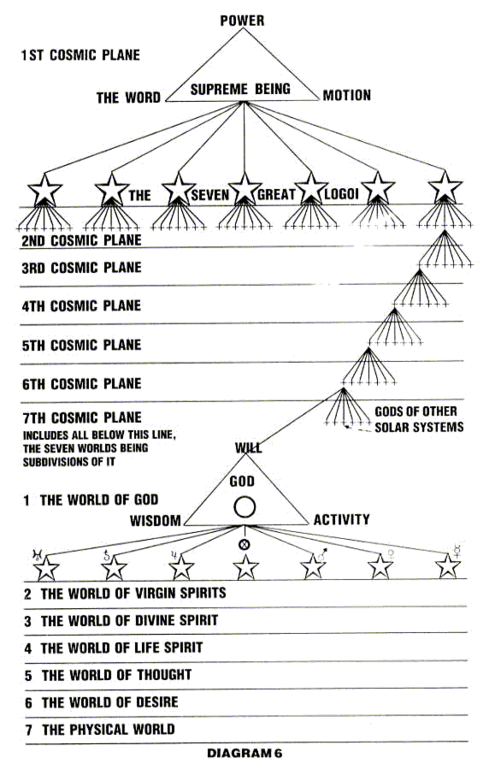 POWER
1ST COSMIC PLANE
SUPREME BEING
THE WORD
MOTION
THE SEVEN GREAT LOGOI
2ND COSMIC PLANE
3RD COSMIC PLANE
4TH COSMIC PLANE
5TH COSMIC PLANE
6TH COSMIC PLANE
7TH COSMIC PLANE
INCLUDES ALL BELOW THIS LINE,
THE SEVEN WORLDS BEING
SUBDIVISIONS OF IT
GODS OF OTHER
SOLAR SYSTEMS
WILL
GOD
1 THE WORLD OF GOD
WISDOM
ACTIVITY
2 THE WORLD OF VIRGIN SPIRITS
3 THE WORLD OF DIVINE SPIRIT
4 THE WORLD OF LIFE SPIRIT
5 THE WORLD OF THOUGHT
6 THE WORLD OF DESIRE
7 THE PHYSICAL WORLD
DIAGRAM 6